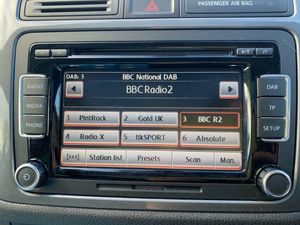 PASSENGER AIR BAG
DAB: 3 BBC National DAB
BBC Radio2
RADIO
MEDIA
PHONE
DAB
TP
SETUP
1 PlntRock 2 Gold UK 3 BBC R2
4 Radio X 5 UkSPORT 6 Absolute
Station list Presets Scan Man.